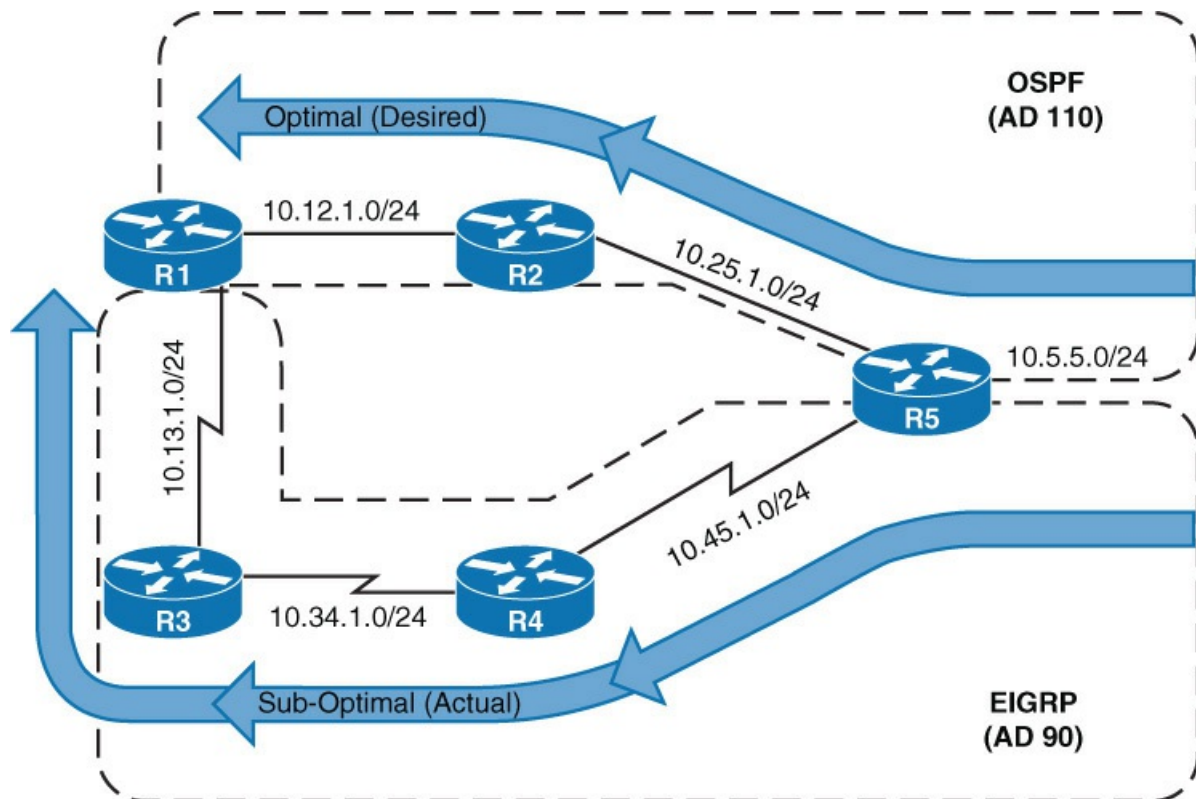 OSPF
(AD 110)
Optimal (Desired)
10.12.1.0/24
R1
R2
10.25.1.0/24
10.5.5.0/24
R5
10.13.1.0/24
10.45.1.0/24
R3
10.34.1.0/24
R4
Sub-Optimal (Actual)
EIGRP
(AD 90)